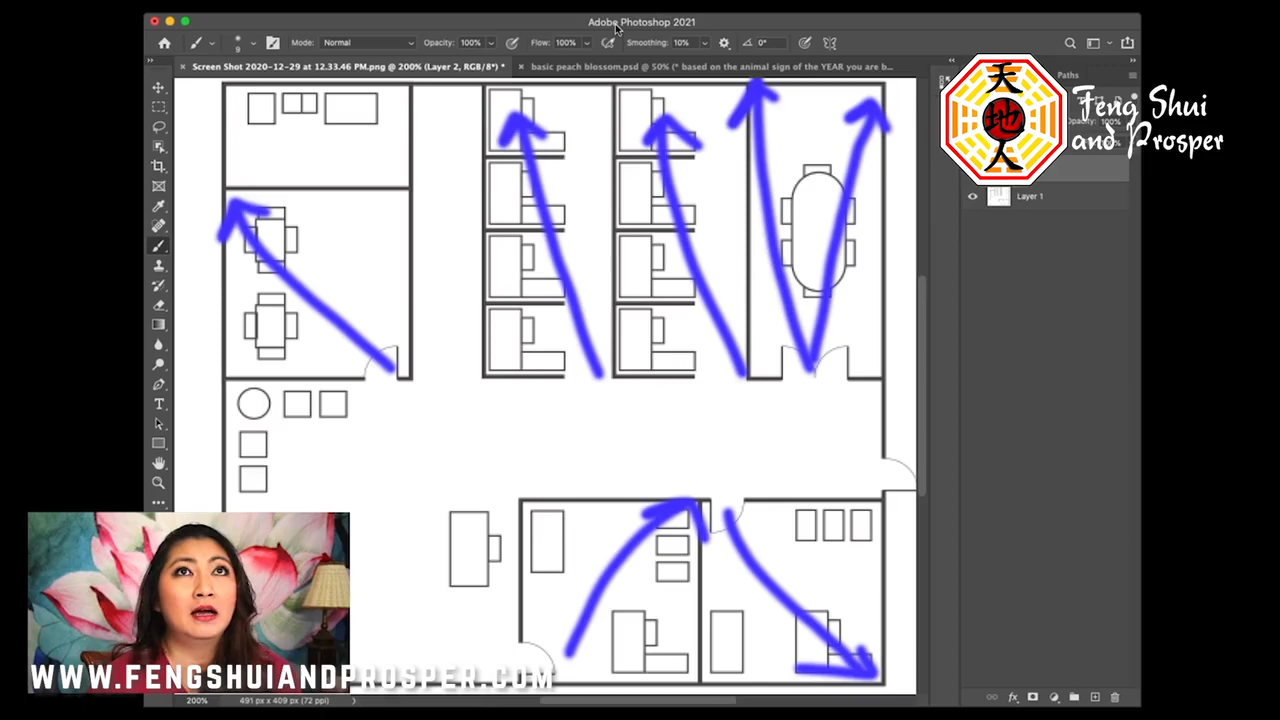 Adobe Photoshop 2021
9 Mode: Normal Opacity: 100% Flow: 100% Smoothing: 10% 0°
Screen Shot 2020-12-29 at 12.33.46 PM.png @ 200% (Layer 2, RGB/8*) * basic peach blossom.psd @ 50% (* based on the animal sign of the YEAR you are b...
Paths
天
地
人
Feng Shui
and Prosper
Layer 1
WWW.FENGSHUIANDPROSPER.COM
200% 491 px x 409 px (72 ppi)